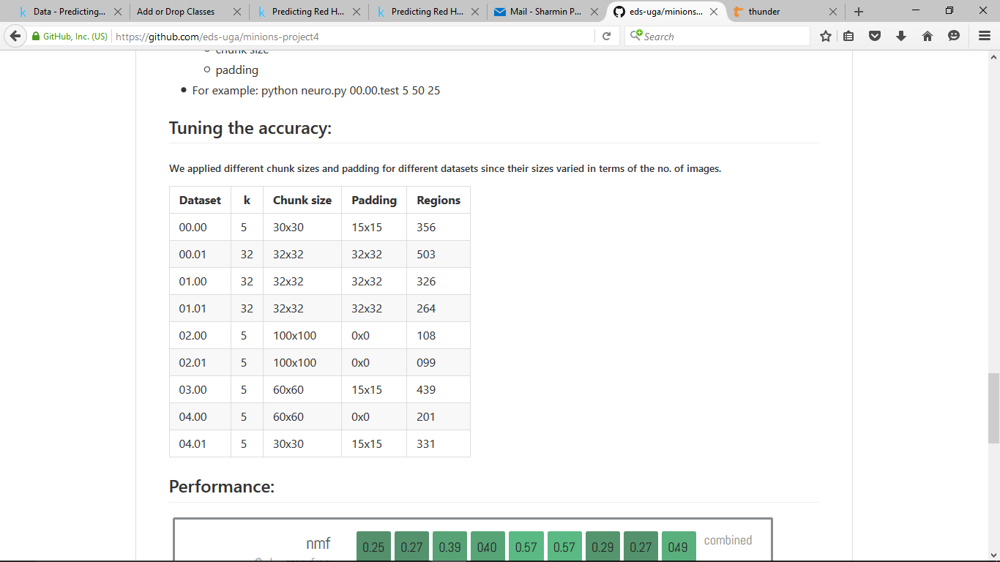 Data - Predicting... Add or Drop Classes Predicting Red H... Predicting Red H... Mail - Sharmin P... eds-uga/minions... thunder
GitHub, Inc. (US) https://github.com/eds-uga/minions-project4 Search
chunk size
padding
For example: python neuro.py 00.00.test 5 50 25
Tuning the accuracy:
We applied different chunk sizes and padding for different datasets since their sizes varied in terms of the no. of images.
Dataset k Chunk size Padding Regions
00.00 5 30x30 15x15 356
00.01 32 32x32 32x32 503
01.00 32 32x32 32x32 326
01.01 32 32x32 32x32 264
02.00 5 100x100 0x0 108
02.01 5 100x100 0x0 099
03.00 5 60x60 15x15 439
04.00 5 60x60 0x0 201
04.01 5 30x30 15x15 331
Performance:
nmf 0.25 0.27 0.39 040 0.57 0.57 0.29 0.27 049 combined